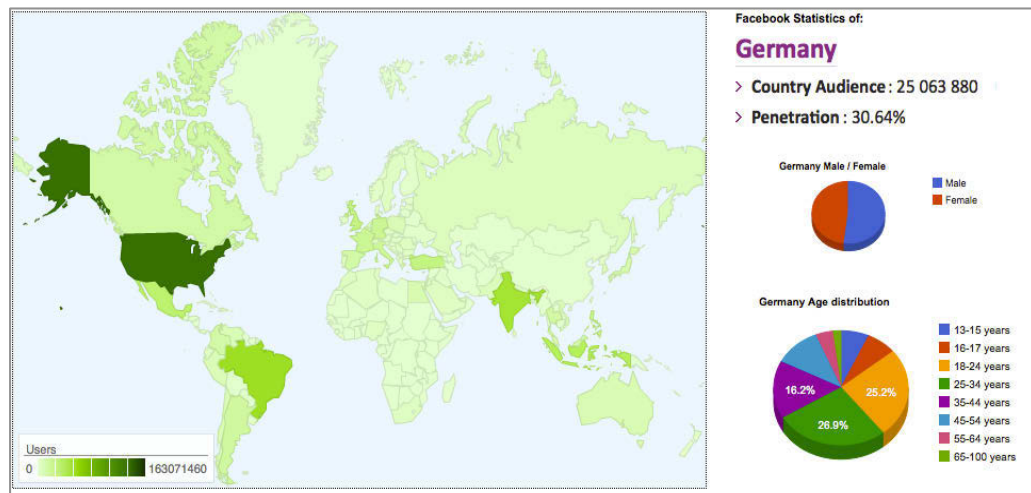 Facebook Statistics of:
Germany
> Country Audience : 25 063 880
> Penetration : 30.64%
Germany Male / Female
Male
Female
Germany Age distribution
13-15 years
16-17 years
18-24 years
25-34 years
35-44 years
45-54 years
55-64 years
65-100 years
16.2%
25.2%
26.9%
Users
0 163071460